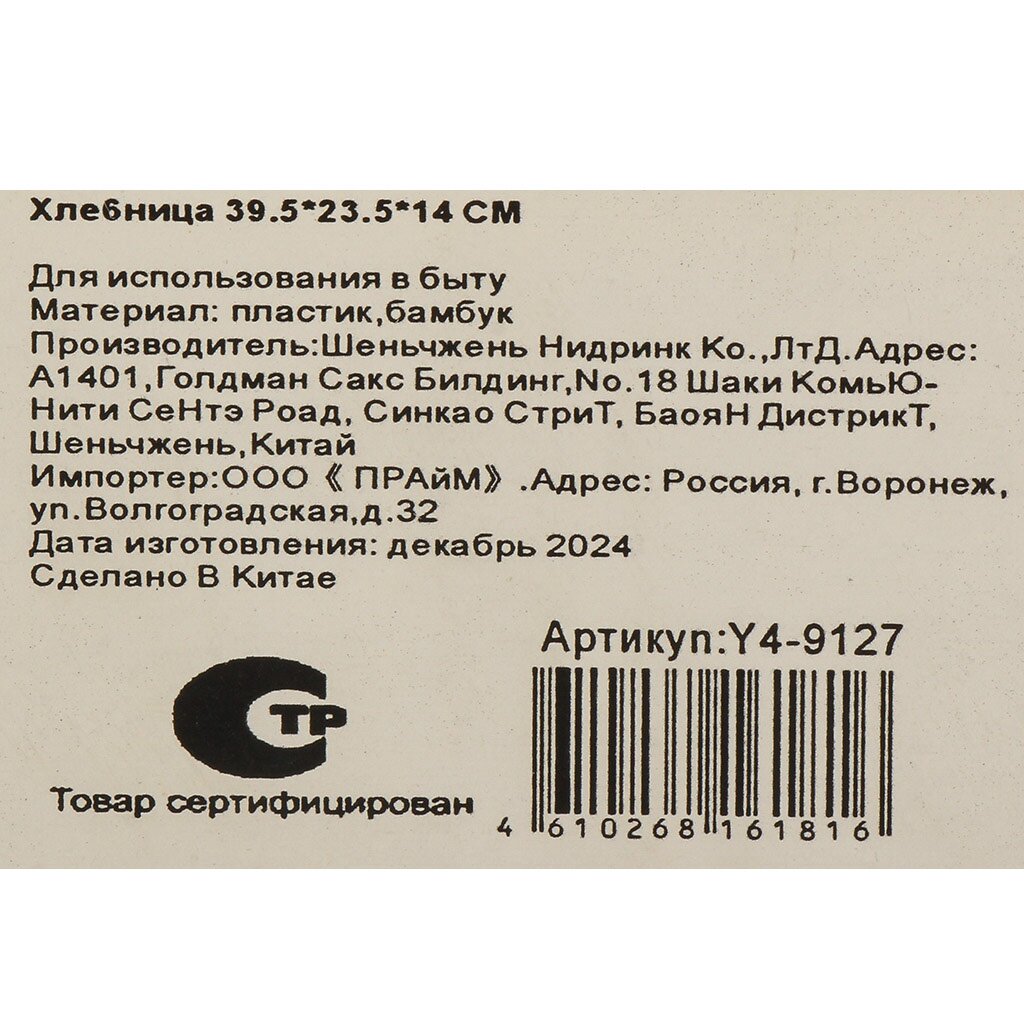 Хлебница 39.5*23.5*14 СМ
Для использования в быту
Материал: пластик,бамбук
Производитель:Шеньчжень Нидринк Ко.,ЛтД.Адрес:
А1401,Голдман Сакс Билдинг,No.18 Шаки КомьЮ-
Нити СеНтэ Роад, Синкао СтриТ, БаояН ДистрикТ,
Шеньчжень,Китай
Импортер:ООО《ПРАйМ》.Адрес: Россия, г.Воронеж,
уп.Волгоградская,д.32
Дата изготовления: декабрь 2024
Сделано В Китае
Артикуп:Y4-9127
СТР
Товар сертифицирован
4 610268 161816